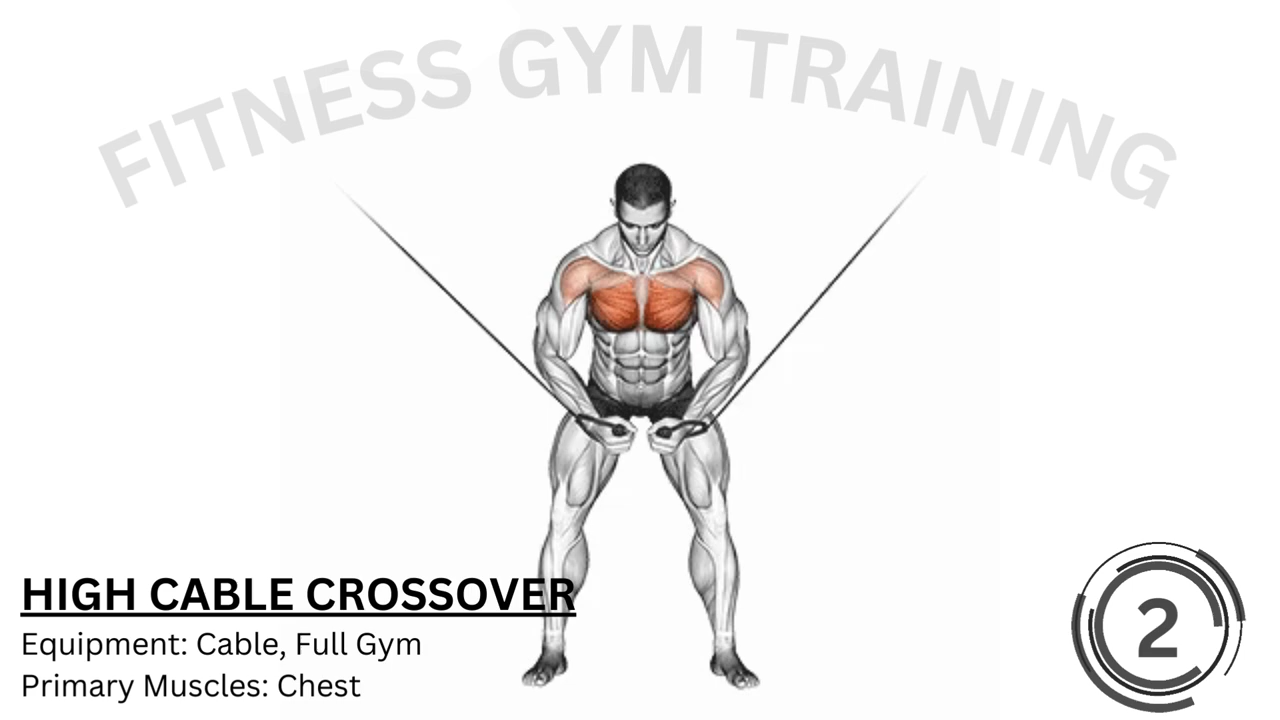 FITNESS GYM TRAINING
HIGH CABLE CROSSOVER
Equipment: Cable, Full Gym
Primary Muscles: Chest
2